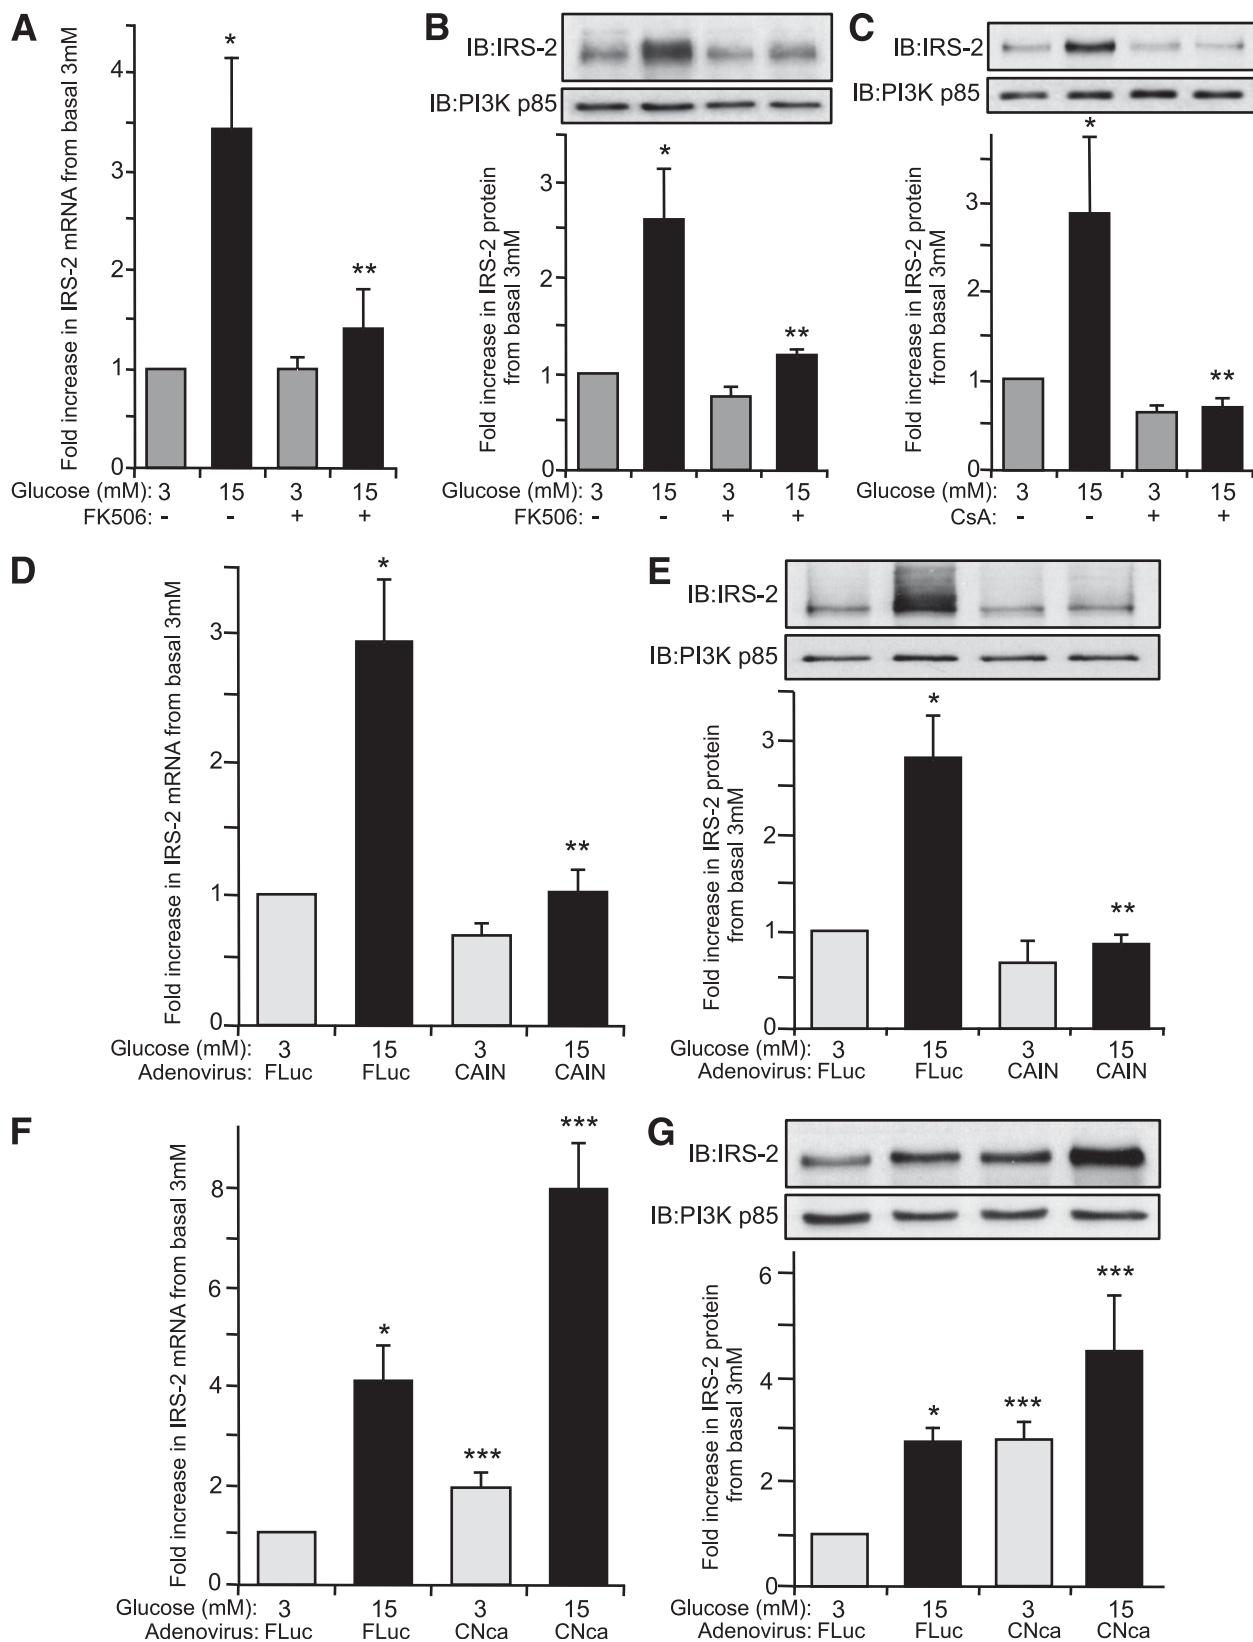 A
Fold increase in IRS-2 mRNA from basal 3mM
4
3
2
1
0
*
**
Glucose (mM): 3 15 3 15
FK506: - - + +
B
IB:IRS-2
IB:PI3K p85
Fold increase in IRS-2 protein
from basal 3mM
3
2
1
0
*
**
Glucose (mM): 3 15 3 15
FK506: - - + +
C
IB:IRS-2
IB:PI3K p85
Fold increase in IRS-2 protein
from basal 3mM
3
2
1
0
*
**
Glucose (mM): 3 15 3 15
CsA: - - + +
D
Fold increase in IRS-2 mRNA from basal 3mM
3
2
1
0
*
**
Glucose (mM): 3 15 3 15
Adenovirus: FLuc FLuc CAIN CAIN
E
IB:IRS-2
IB:PI3K p85
Fold increase in IRS-2 protein
from basal 3mM
3
2
1
0
*
**
Glucose (mM): 3 15 3 15
Adenovirus: FLuc FLuc CAIN CAIN
F
Fold increase in IRS-2 mRNA from basal 3mM
8
6
4
2
0
*
***
***
Glucose (mM): 3 15 3 15
Adenovirus: FLuc FLuc CNca CNca
G
IB:IRS-2
IB:PI3K p85
Fold increase in IRS-2 protein
from basal 3mM
6
4
2
0
*
***
***
Glucose (mM): 3 15 3 15
Adenovirus: FLuc FLuc CNca CNca